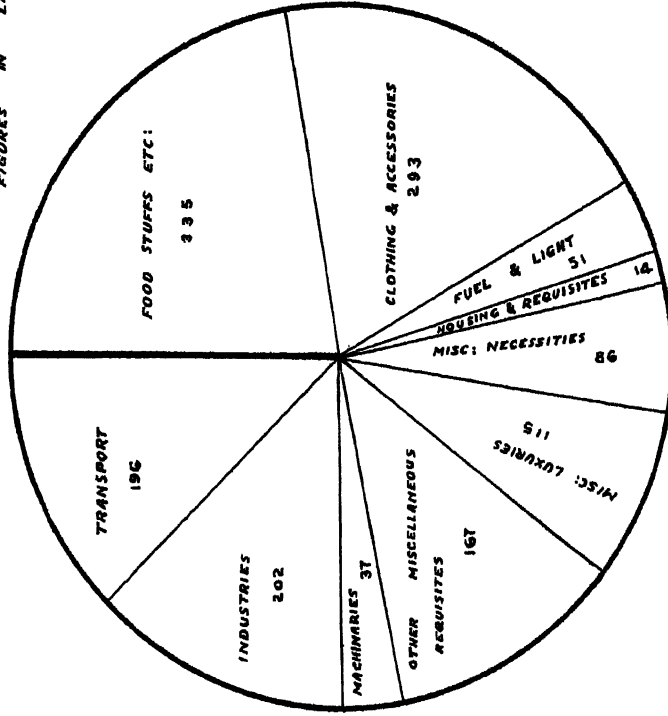 FIGURES IN
FOOD STUFFS ETC:
335
CLOTHING & ACCESSORIES
293
FUEL & LIGHT
51
HOUSING & REQUISITES 14
MISC: NECESSITIES
86
MISC: LUXURIES
115
OTHER MISCELLANEOUS
REQUISITES 167
MACHINARIES 37
INDUSTRIES
202
TRANSPORT
196